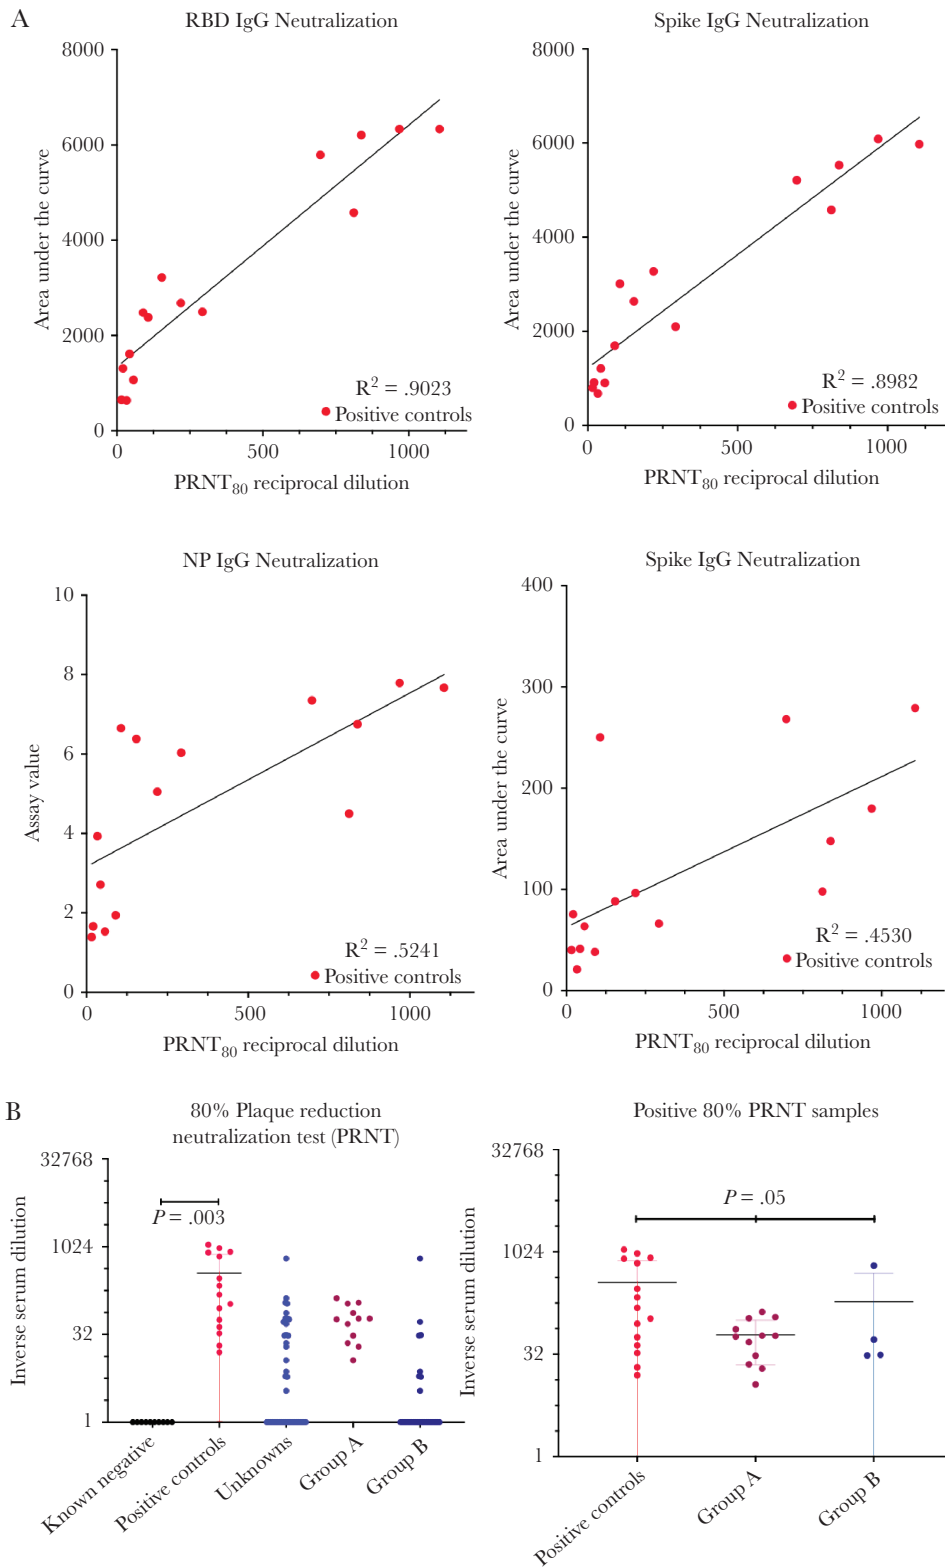 A
RBD IgG Neutralization
8000
6000
4000
2000
0
Area under the curve
R² = .9023
Positive controls
0 500 1000
PRNT₈₀ reciprocal dilution
Spike IgG Neutralization
8000
6000
4000
2000
0
Area under the curve
R² = .8982
Positive controls
0 500 1000
PRNT₈₀ reciprocal dilution
NP IgG Neutralization
10
8
6
4
2
0
Assay value
R² = .5241
Positive controls
0 500 1000
PRNT₈₀ reciprocal dilution
Spike IgG Neutralization
400
300
200
100
0
Area under the curve
R² = .4530
Positive controls
0 500 1000
PRNT₈₀ reciprocal dilution
B
80% Plaque reduction
neutralization test (PRNT)
32768
1024
32
1
Inverse serum dilution
P = .003
Known negative
Positive controls
Unknowns
Group A
Group B
Positive 80% PRNT samples
32768
1024
32
1
Inverse serum dilution
P = .05
Positive controls
Group A
Group B